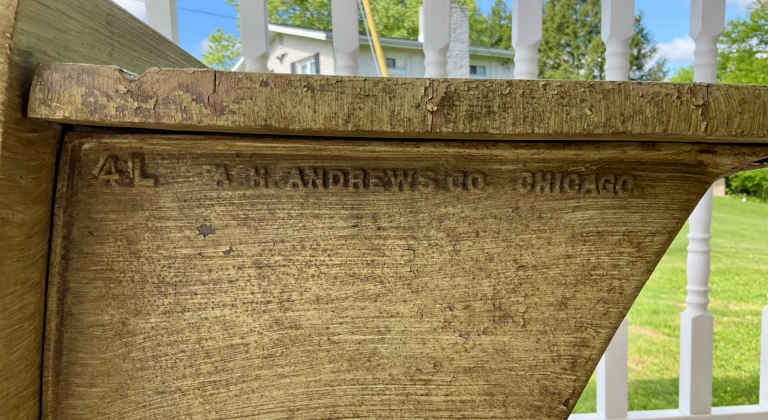 4L A.H. ANDREWS CO CHICAGO